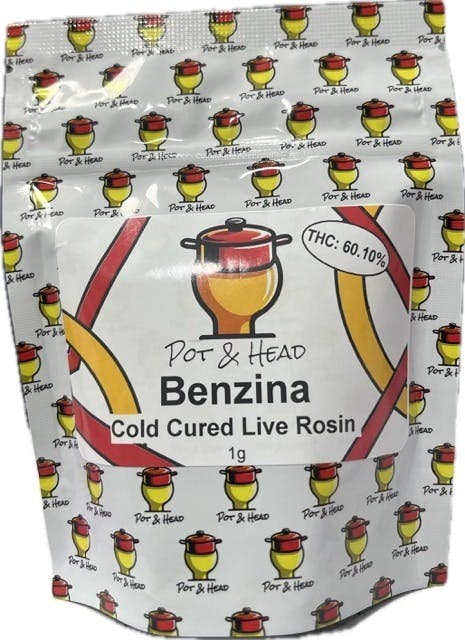 THC: 60.10%
POT & HEAD
Benzina
Cold Cured Live Rosin
1g